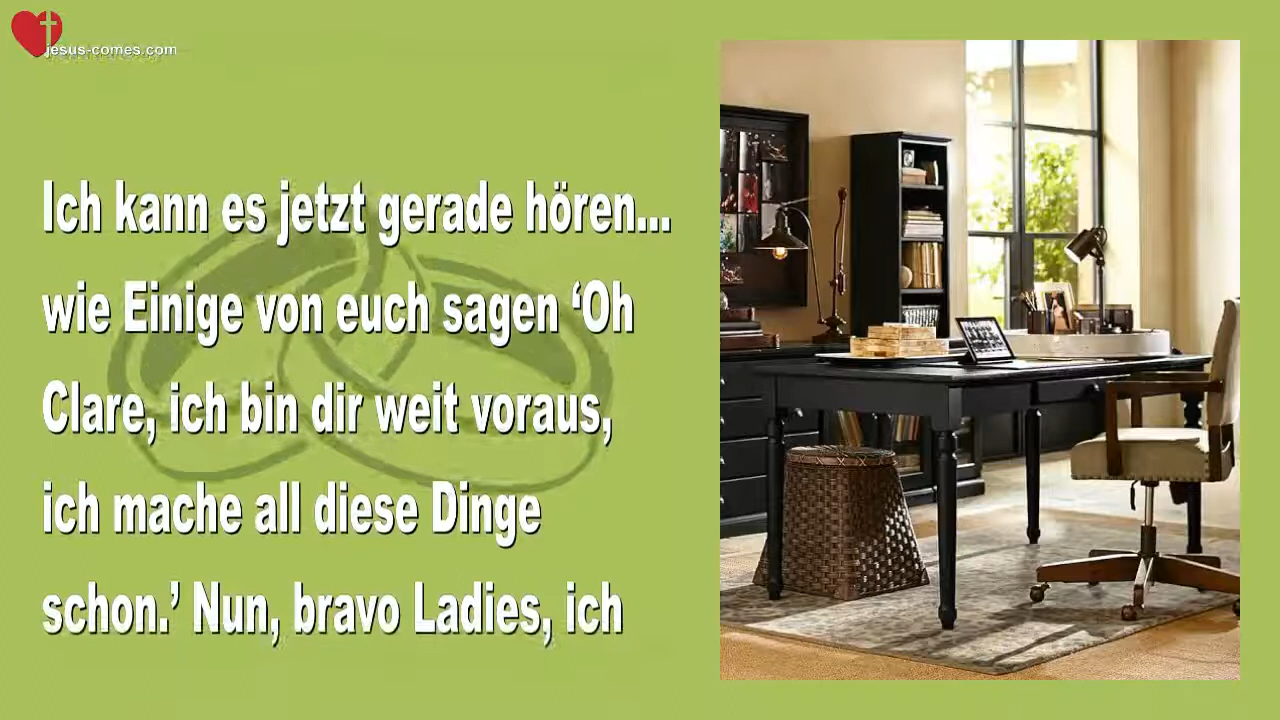 jesus-comes.com
Ich kann es jetzt gerade hören...
wie Einige von euch sagen ‘Oh
Clare, ich bin dir weit voraus,
ich mache all diese Dinge
schon.’ Nun, bravo Ladies, ich